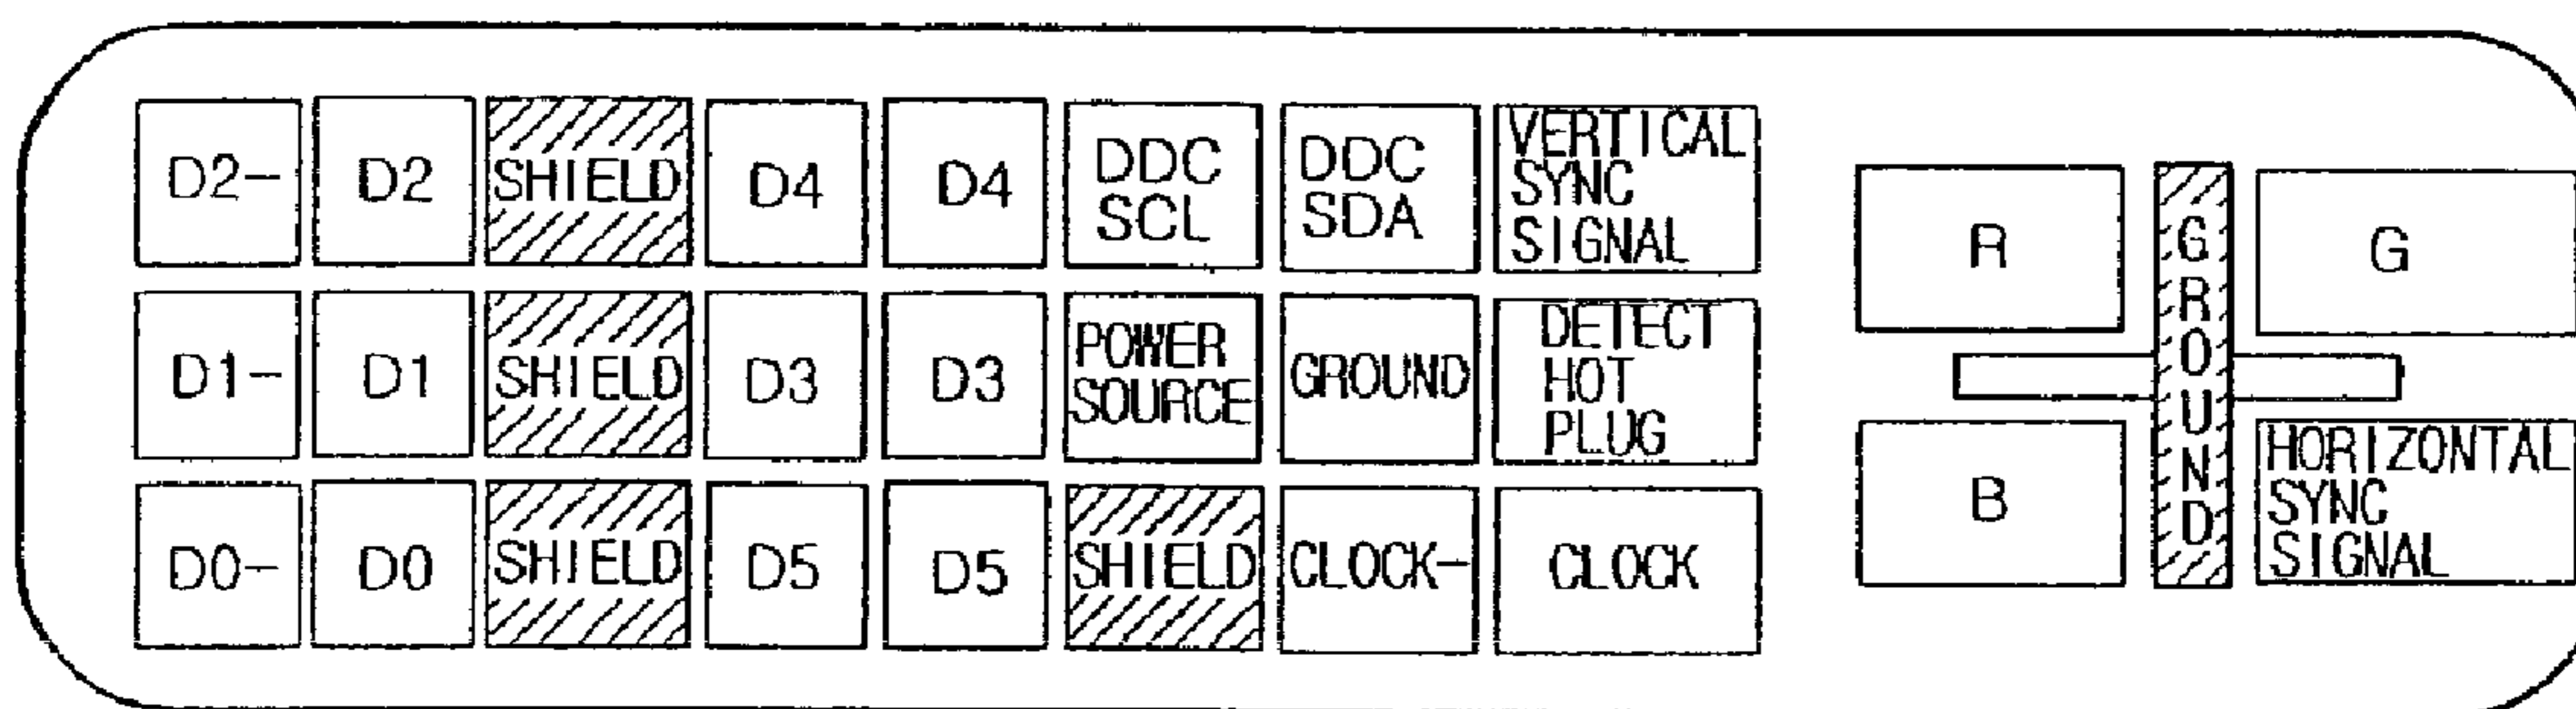 D2-
D2
SHIELD
D4
D4
DDC
SCL
DDC
SDA
VERTICAL
SYNC
SIGNAL
D1-
D1
SHIELD
D3
D3
POWER
SOURCE
GROUND
DETECT
HOT
PLUG
D0-
D0
SHIELD
D5
D5
SHIELD
CLOCK-
CLOCK
R
GROUND
G
B
HORIZONTAL
SYNC
SIGNAL